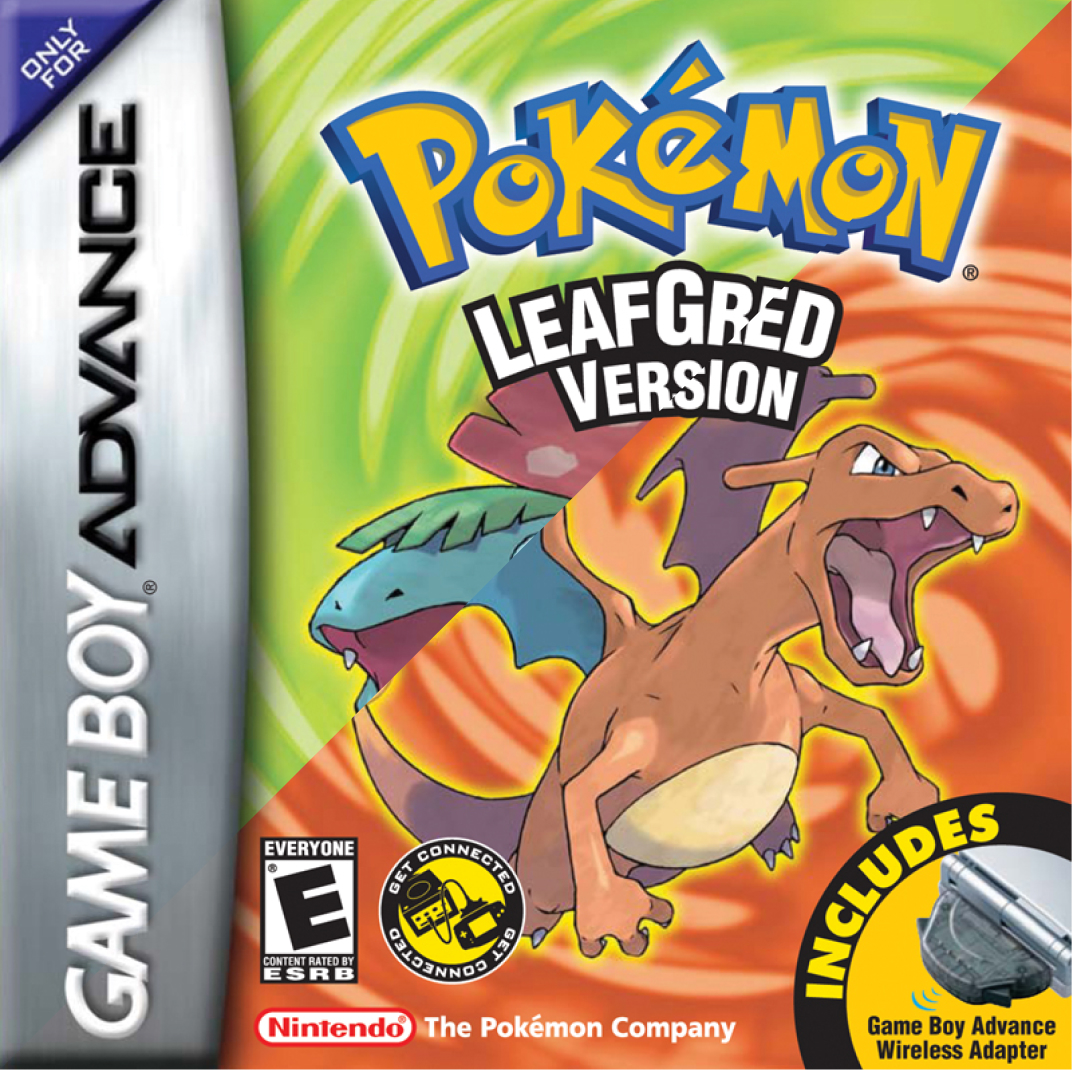 ONLY
FOR
GAME BOY ADVANCE®
POKéMON®
LEAFGRED
VERSION
EVERYONE
®
E
CONTENT RATED BY
ESRB
GET CONNECTED
GET CONNECTED
Nintendo®
The Pokémon Company
INCLUDES
Game Boy Advance
Wireless Adapter